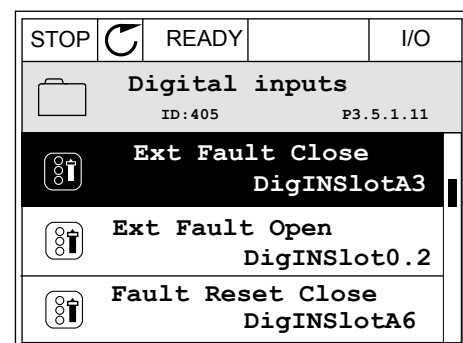 STOP READY I/O
Digital inputs
ID:405 P3.5.1.11
Ext Fault Close
DigINSlotA3
Ext Fault Open
DigINSlot0.2
Fault Reset Close
DigINSlotA6